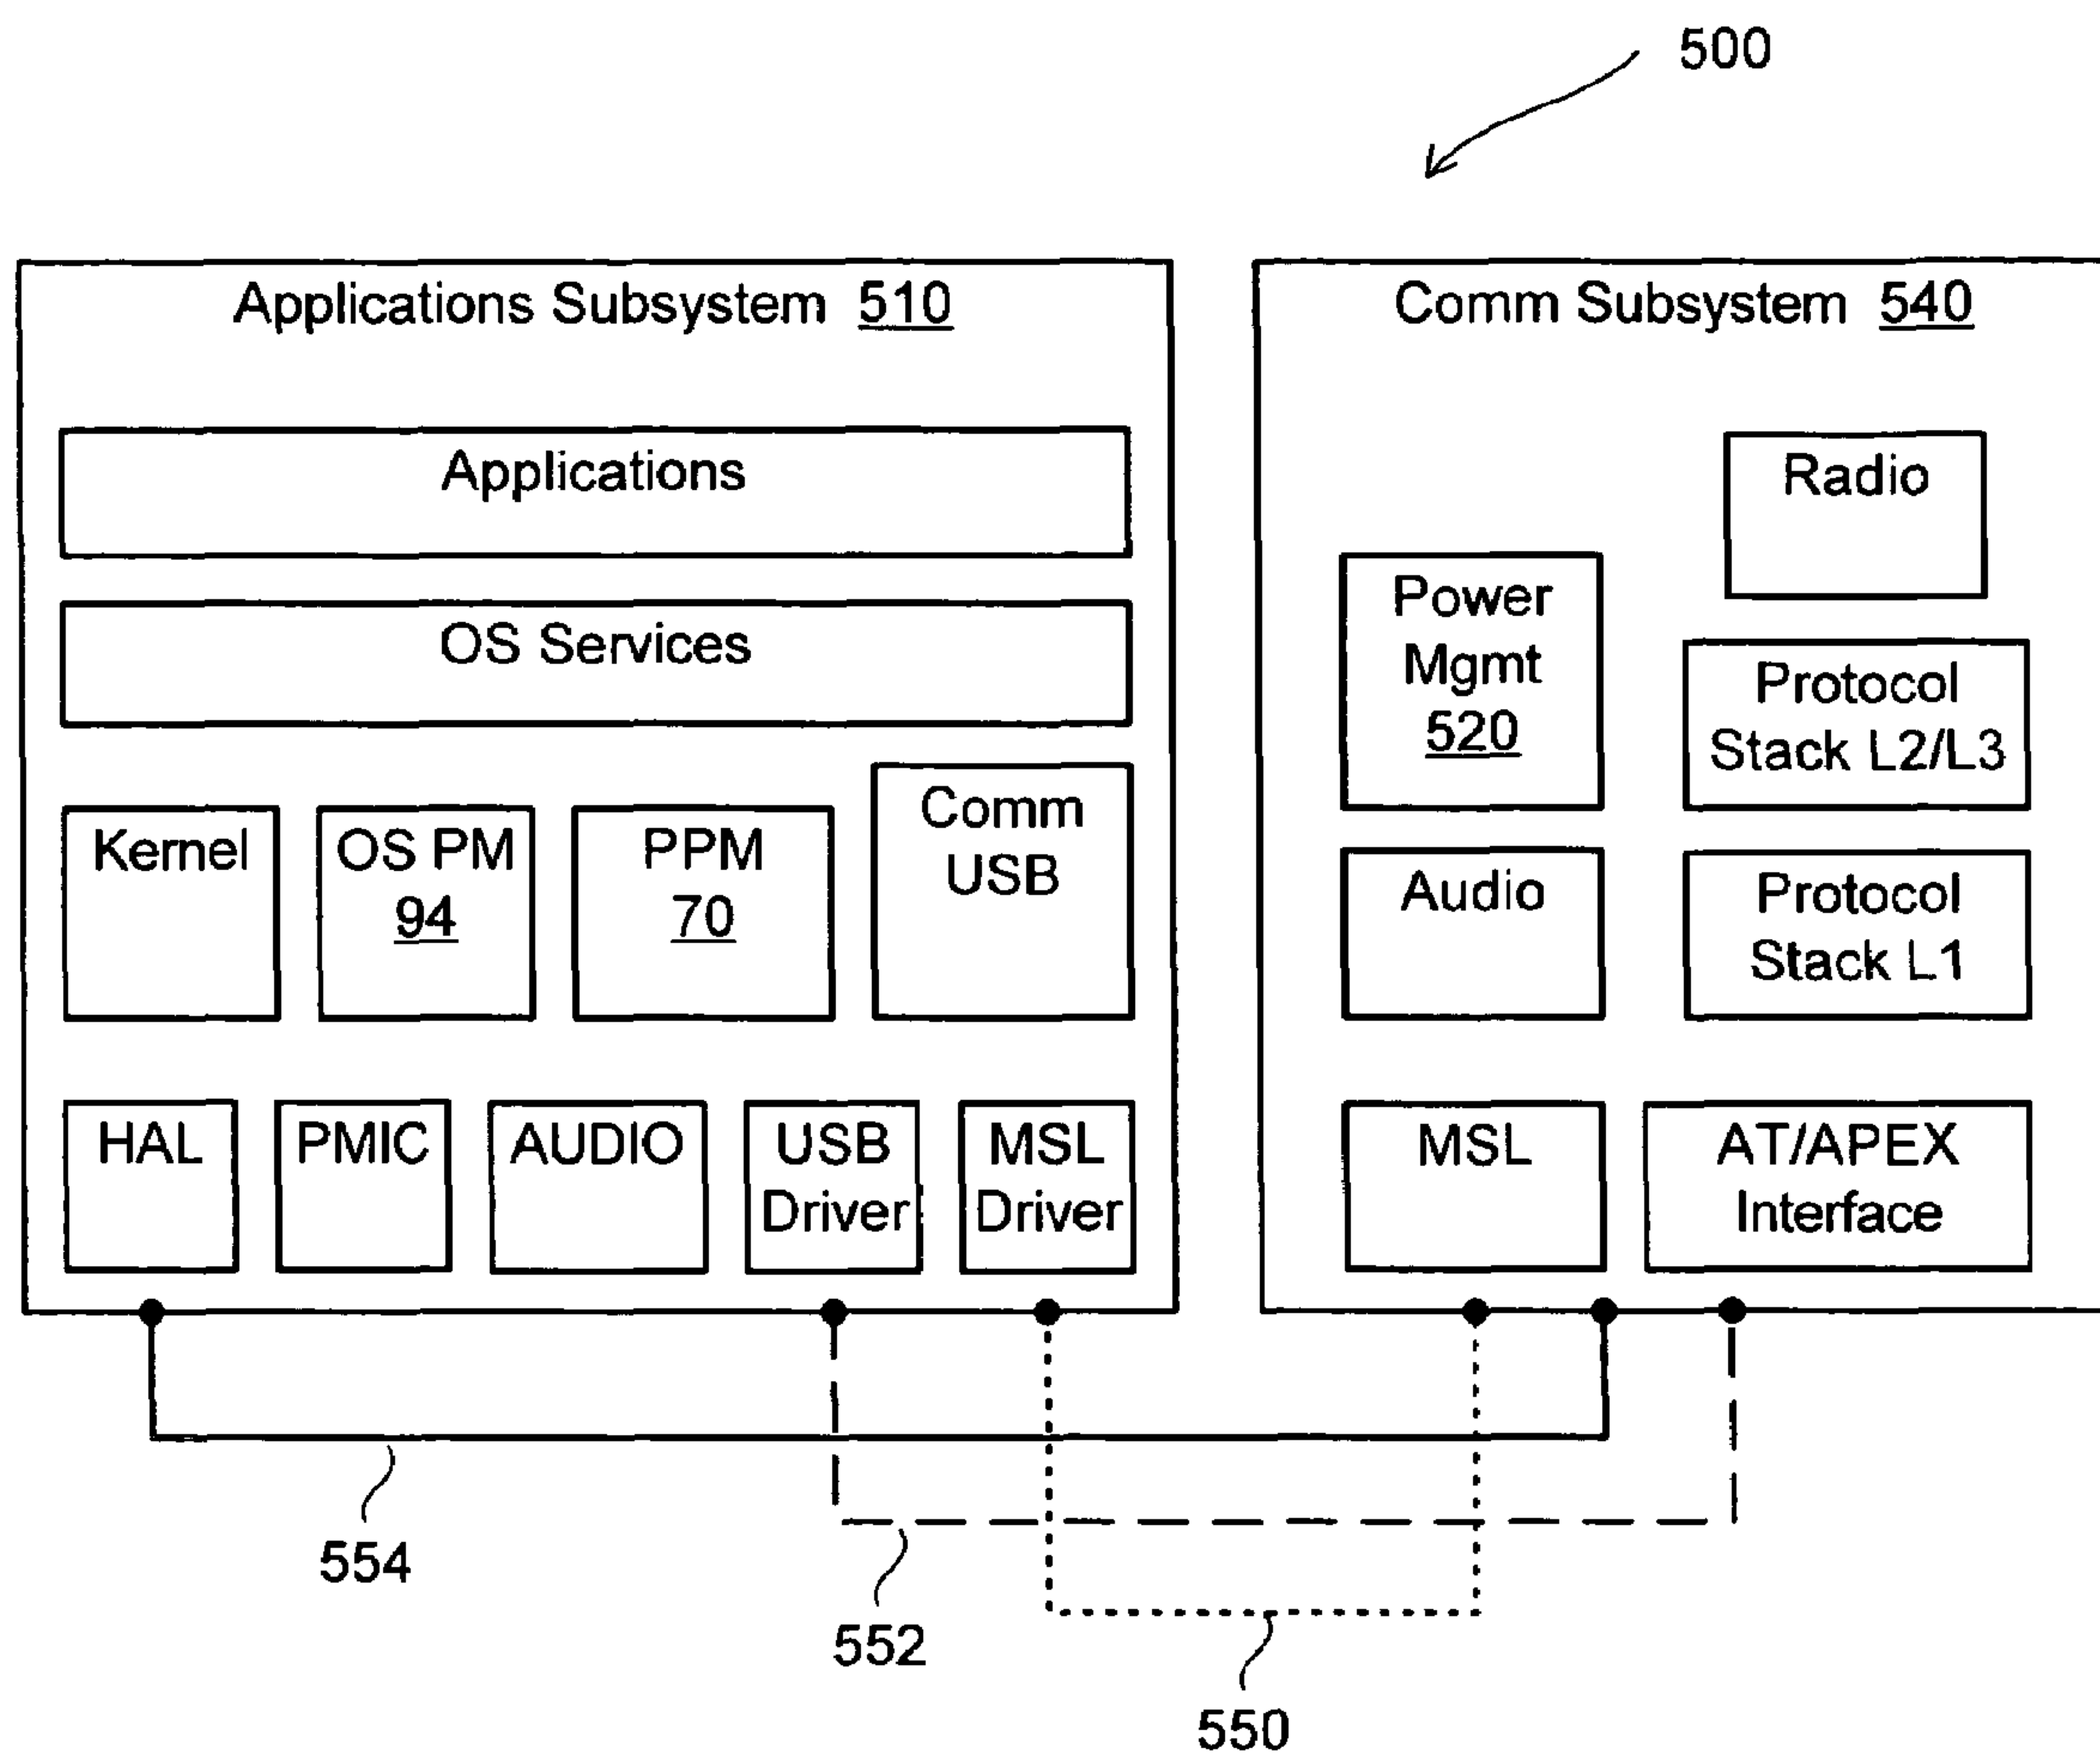 500
Applications Subsystem 510
Applications
OS Services
Kernel
OS PM
94
PPM
70
Comm
USB
HAL
PMIC
AUDIO
USB
Driver
MSL
Driver
Comm Subsystem 540
Radio
Power
Mgmt
520
Protocol
Stack L2/L3
Audio
Protocol
Stack L1
MSL
AT/APEX
Interface
554
552
550